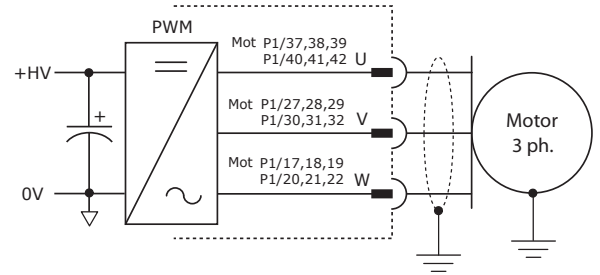 PWM
Mot P1/37,38,39
P1/40,41,42 U
+HV
+
Mot P1/27,28,29
P1/30,31,32 V
Motor
3 ph.
Mot P1/17,18,19
P1/20,21,22 W
0V